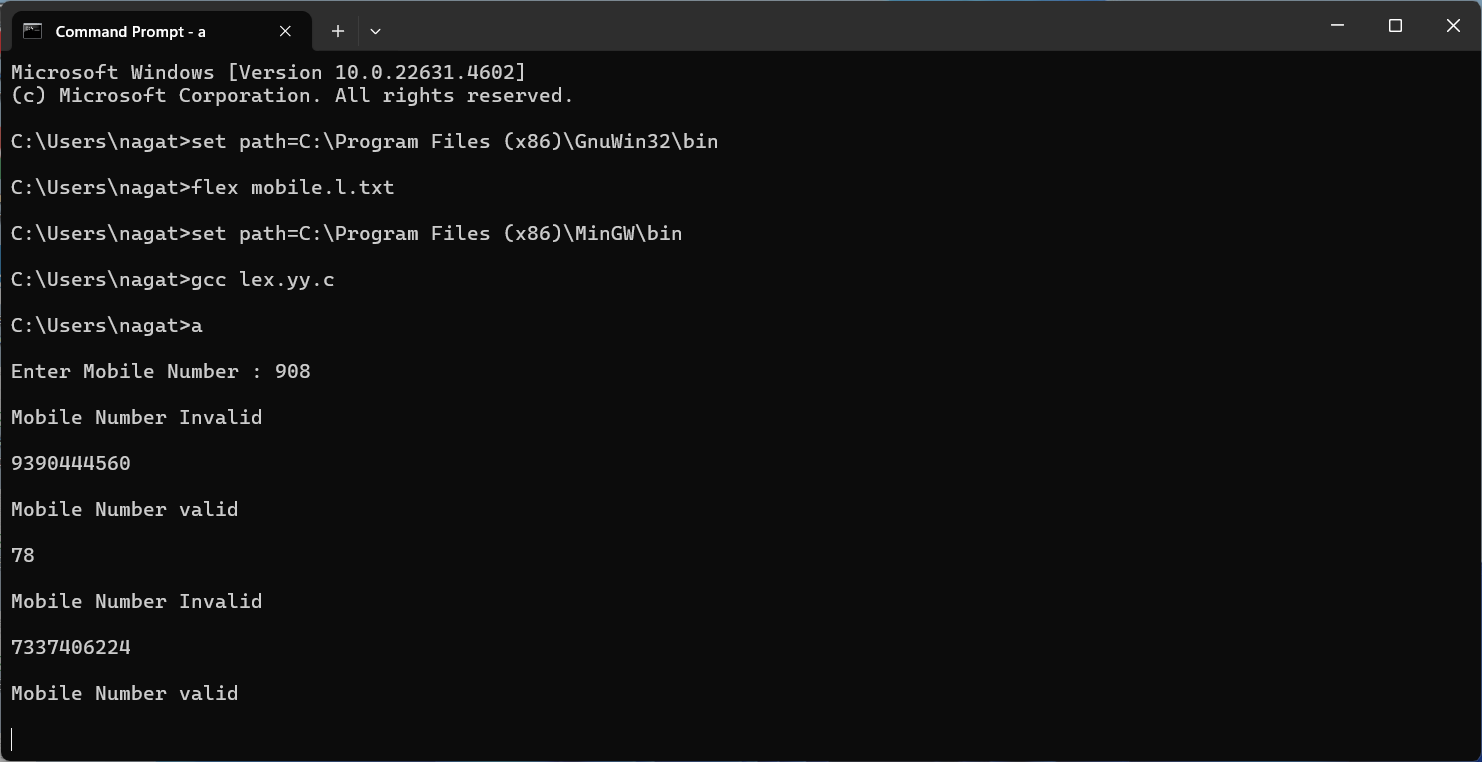 Command Prompt - a
Microsoft Windows [Version 10.0.22631.4602]
(c) Microsoft Corporation. All rights reserved.
C:\Users\nagat>set path=C:\Program Files (x86)\GnuWin32\bin
C:\Users\nagat>flex mobile.l.txt
C:\Users\nagat>set path=C:\Program Files (x86)\MinGW\bin
C:\Users\nagat>gcc lex.yy.c
C:\Users\nagat>a
Enter Mobile Number : 908
Mobile Number Invalid
9390444560
Mobile Number valid
78
Mobile Number Invalid
7337406224
Mobile Number valid